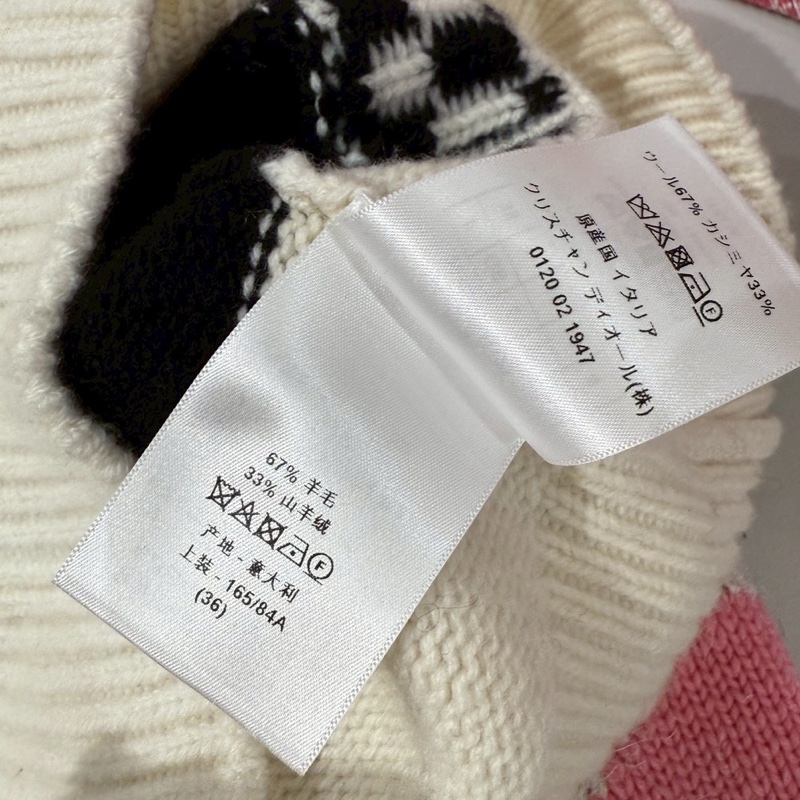 ウール67% カシミヤ33%
原産国 イタリア
クリスチャン ディオール(株)
0120 02 1947
F
67% 羊毛
33% 山羊绒
F
产地 - 意大利
上装 - 165/84A
(36)